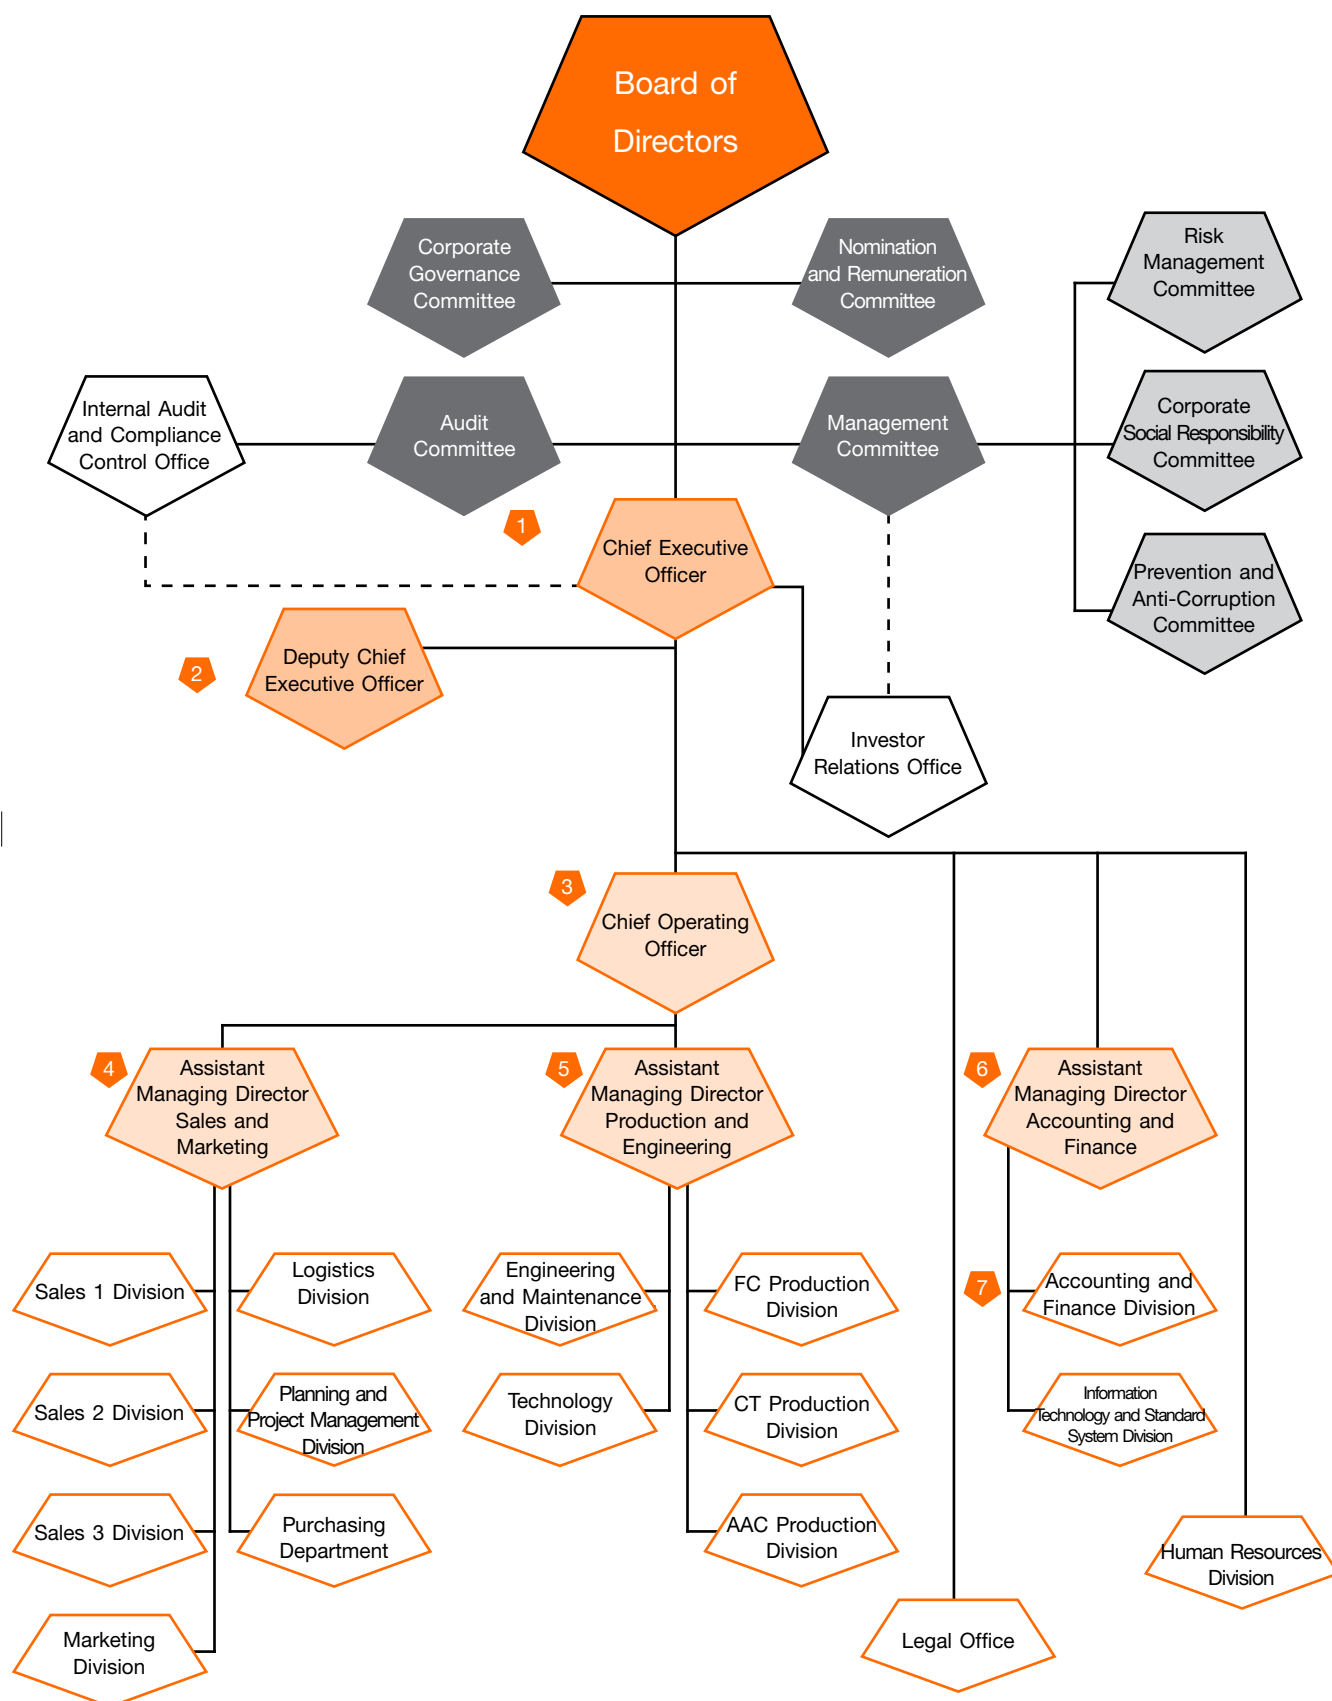 Board of
Directors
Corporate
Governance
Committee
Nomination
and Remuneration
Committee
Risk
Management
Committee
Internal Audit
and Compliance
Control Office
Audit
Committee
Management
Committee
Corporate
Social Responsibility
Committee
1
Chief Executive
Officer
Prevention and
Anti-Corruption
Committee
2
Deputy Chief
Executive Officer
Investor
Relations Office
3
Chief Operating
Officer
4
Assistant
Managing Director
Sales and
Marketing
5
Assistant
Managing Director
Production and
Engineering
6
Assistant
Managing Director
Accounting and
Finance
Sales 1 Division
Logistics
Division
Engineering
and Maintenance
Division
FC Production
Division
7
Accounting and
Finance Division
Sales 2 Division
Planning and
Project Management
Division
Technology
Division
CT Production
Division
Information
Technology and Standard
System Division
Sales 3 Division
Purchasing
Department
AAC Production
Division
Human Resources
Division
Marketing
Division
Legal Office